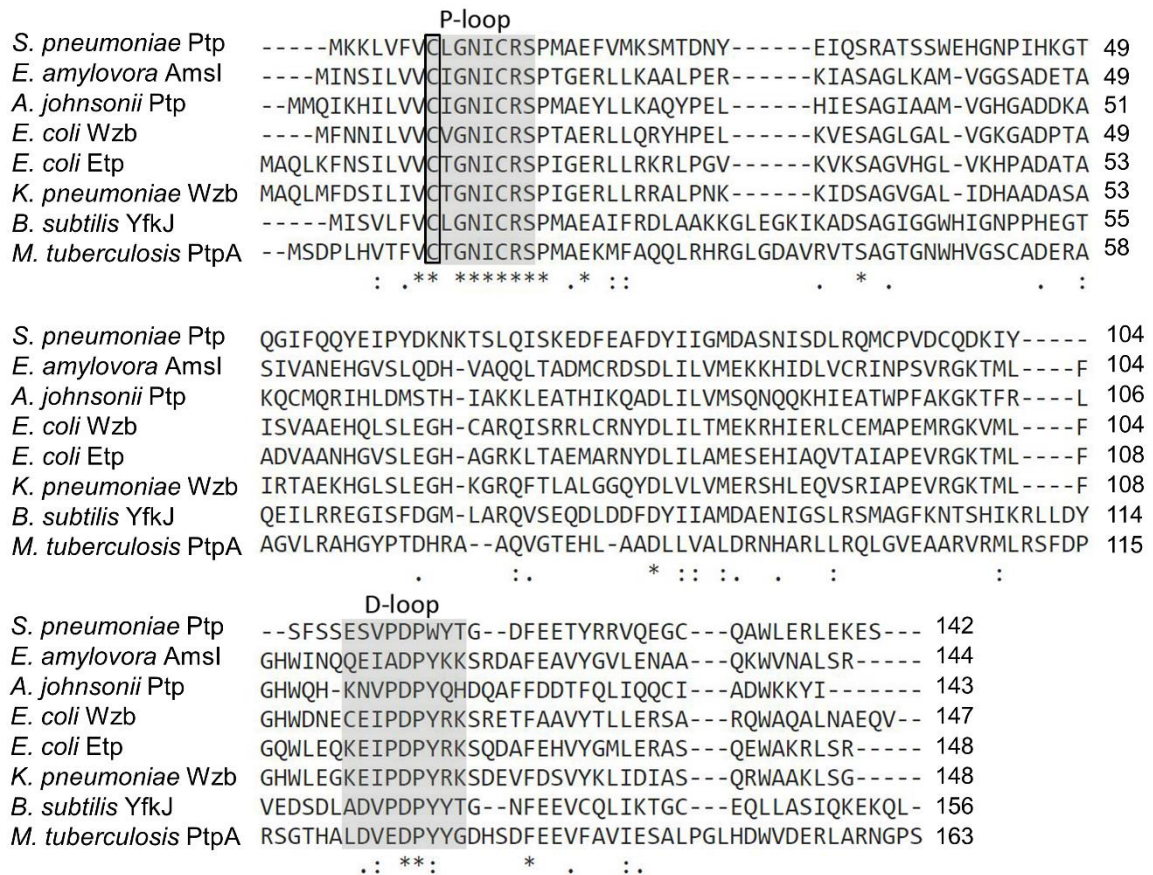 P-loop
S. pneumoniae Ptp -----MKKLVFVCLGNICRSPMAEFVMKSMTDNY------EIQSRATSSWEHGNPIHKGT 49
E. amylovora AmsI ----MINSILVVCIGNICRSPTGERLLKAALPER------KIASAGLKAM-VGGSADETA 49
A. johnsonii Ptp --MMQIKHILVVCIGNICRSPMAEYLLKAQYPEL------HIESAGIAAM-VGHGADDKA 51
E. coli Wzb ----MFNNILVVCVGNICRSPTAERLLQRYHPEL------KVESAGLGAL-VGKGADPTA 49
E. coli Etp MAQLKFNSILVVCTGNICRSPIGERLLRKRLPGV------KVKSAGVHGL-VKHPADATA 53
K. pneumoniae Wzb MAQLMFDSILIVCTGNICRSPIGERLLRRALPNK------KIDSAGVGAL-IDHAADASA 53
B. subtilis YfkJ -----MISVLFVCLGNICRSPMAEAIFRDLAAKKGLEGKIKADSAGIGGWHIGNPPHEGT 55
M. tuberculosis PtpA --MSDPLHVTFVCTGNICRSPMAEKMFAQQLRHRGLGDAVRVTSAGTGNWHVGSCADERA 58
: .** ******* .* :: . * . . :
S. pneumoniae Ptp QGIFQQYEIPYDKNKTSLQISKEDFEAFDYIIGMDASNISDLRQMCPVDCQDKIY----- 104
E. amylovora AmsI SIVANEHGVSLQDH-VAQQLTADMCRDSDLILVMEKKHIDLVCRINPSVRGKTML----F 104
A. johnsonii Ptp KQCMQRIHLDMSTH-IAKKLEATHIKQADLILVMSQNQQKHIEATWPFAKGKTFR----L 106
E. coli Wzb ISVAAEHQLSLEGH-CARQISRRLCRNYDLILTMEKRHIERLCEMAPEMRGKVML----F 104
E. coli Etp ADVAANHGVSLEGH-AGRKLTAEMARNYDLILAMESEHIAQVTAIAPEVRGKTML----F 108
K. pneumoniae Wzb IRTAEKHGLSLEGH-KGRQFTLALGGQYDLVLVMERSHLEQVSRIAPEVRGKTML----F 108
B. subtilis YfkJ QEILRREGISFDGM-LARQVSEQDLDDFDYIIAMDAENIGSLRSMAGFKNTSHIKRLLDY 114
M. tuberculosis PtpA AGVLRAHGYPTDHRA--AQVGTEHL-AADLLVALDRNHARLLRQLGVEAARVRMLRSFDP 115
. :. * :: :. . : :
D-loop
S. pneumoniae Ptp --SFSSESVPDPWYTG--DFEETYRRVQEGC---QAWLERLEKES--- 142
E. amylovora AmsI GHWINQQEIADPYKKSRDAFEAVYGVLENAA---QKWVNALSR----- 144
A. johnsonii Ptp GHWQH-KNVPDPYQHDQAFFDDTFQLIQQCI---ADWKKYI------- 143
E. coli Wzb GHWDNECEIPDPYRKSRETFAAVYTLLERSA---RQWAQALNAEQV-- 147
E. coli Etp GQWLEQKEIPDPYRKSQDAFEHVYGMLERAS---QEWAKRLSR----- 148
K. pneumoniae Wzb GHWLEGKEIPDPYRKSDEVFDSVYKLIDIAS---QRWAAKLSG----- 148
B. subtilis YfkJ VEDSDLADVPDPYYTG--NFEEVCQLIKTGC---EQLLASIQKEKQL- 156
M. tuberculosis PtpA RSGTHALDVEDPYYGDHSDFEEVFAVIESALPGLHDWVDERLARNGPS 163
.: **: * . :.